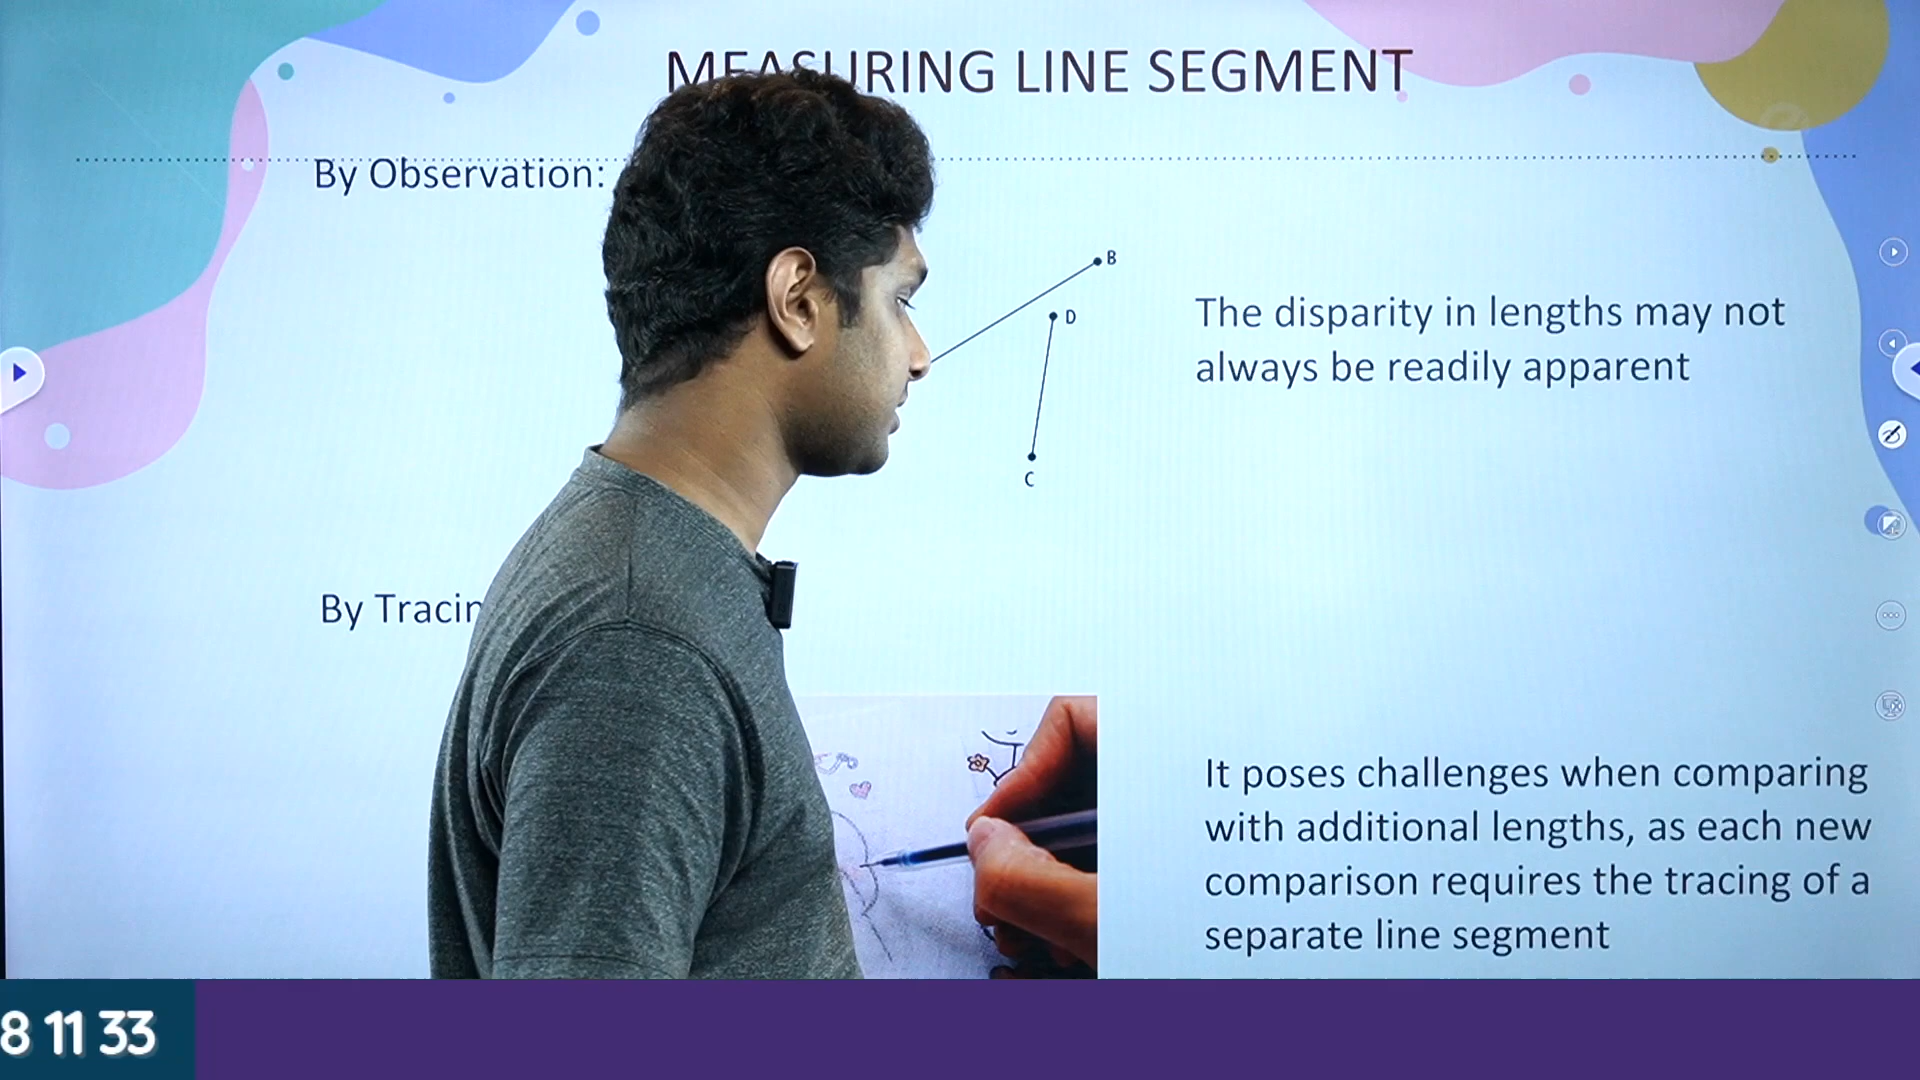 MEASURING LINE SEGMENT
By Observation:
B
D
The disparity in lengths may not
always be readily apparent
C
By Tracin
It poses challenges when comparing
with additional lengths, as each new
comparison requires the tracing of a
separate line segment
8 11 33